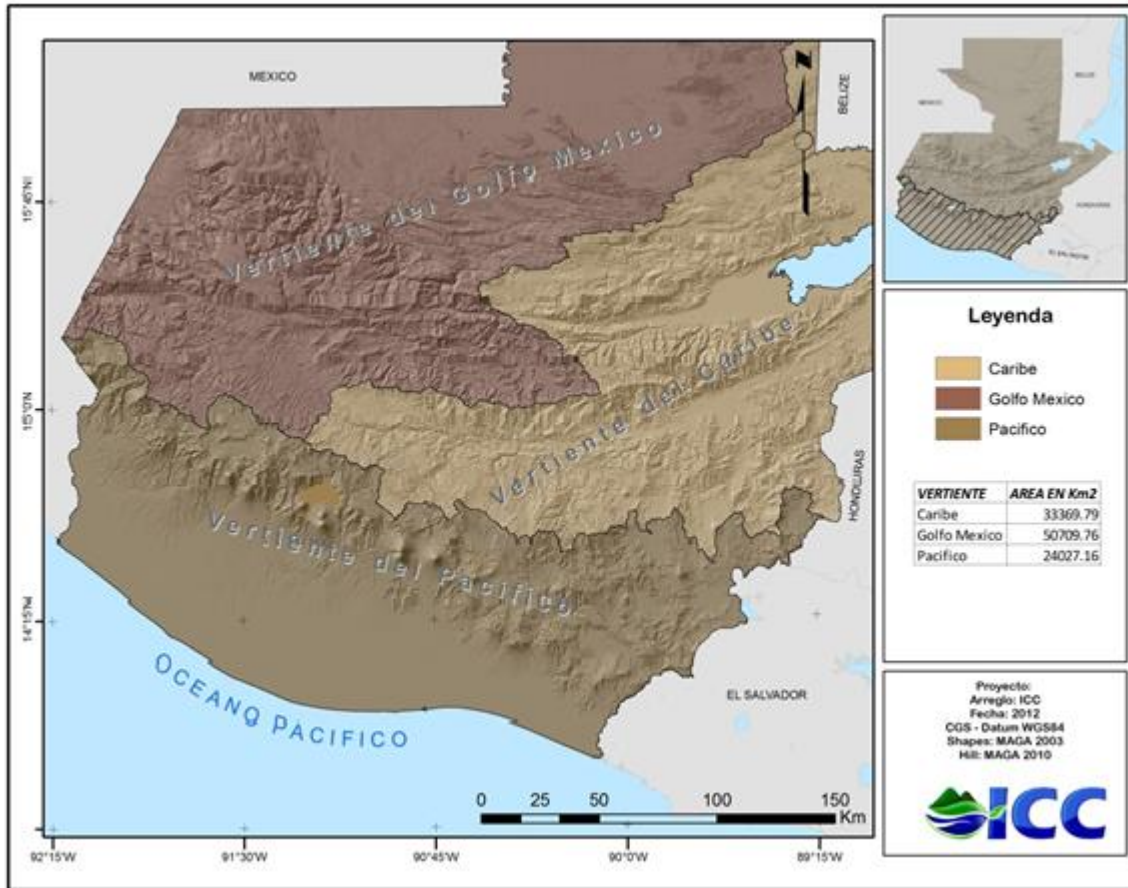 MEXICO
BELIZE
Vertiente del Golfo Mexico
Vertiente del Caribe
Vertiente del Pacifico
OCEANO PACIFICO
HONDURAS
EL SALVADOR
15°45'N
15°0'N
14°15'N
92°15'W
91°30'W
90°45'W
90°0'W
89°15'W
0 25 50 100 150
Km
MEXICO
BELIZE
HONDURAS
EL SALVADOR
Leyenda
Caribe
Golfo Mexico
Pacifico
VERTIENTE AREA EN Km2
Caribe 33369.79
Golfo Mexico 50709.76
Pacifico 24027.16
Proyecto:
Arreglo: ICC
Fecha: 2012
CGS - Datum WGS84
Shapes: MAGA 2003
Hill: MAGA 2010
ICC